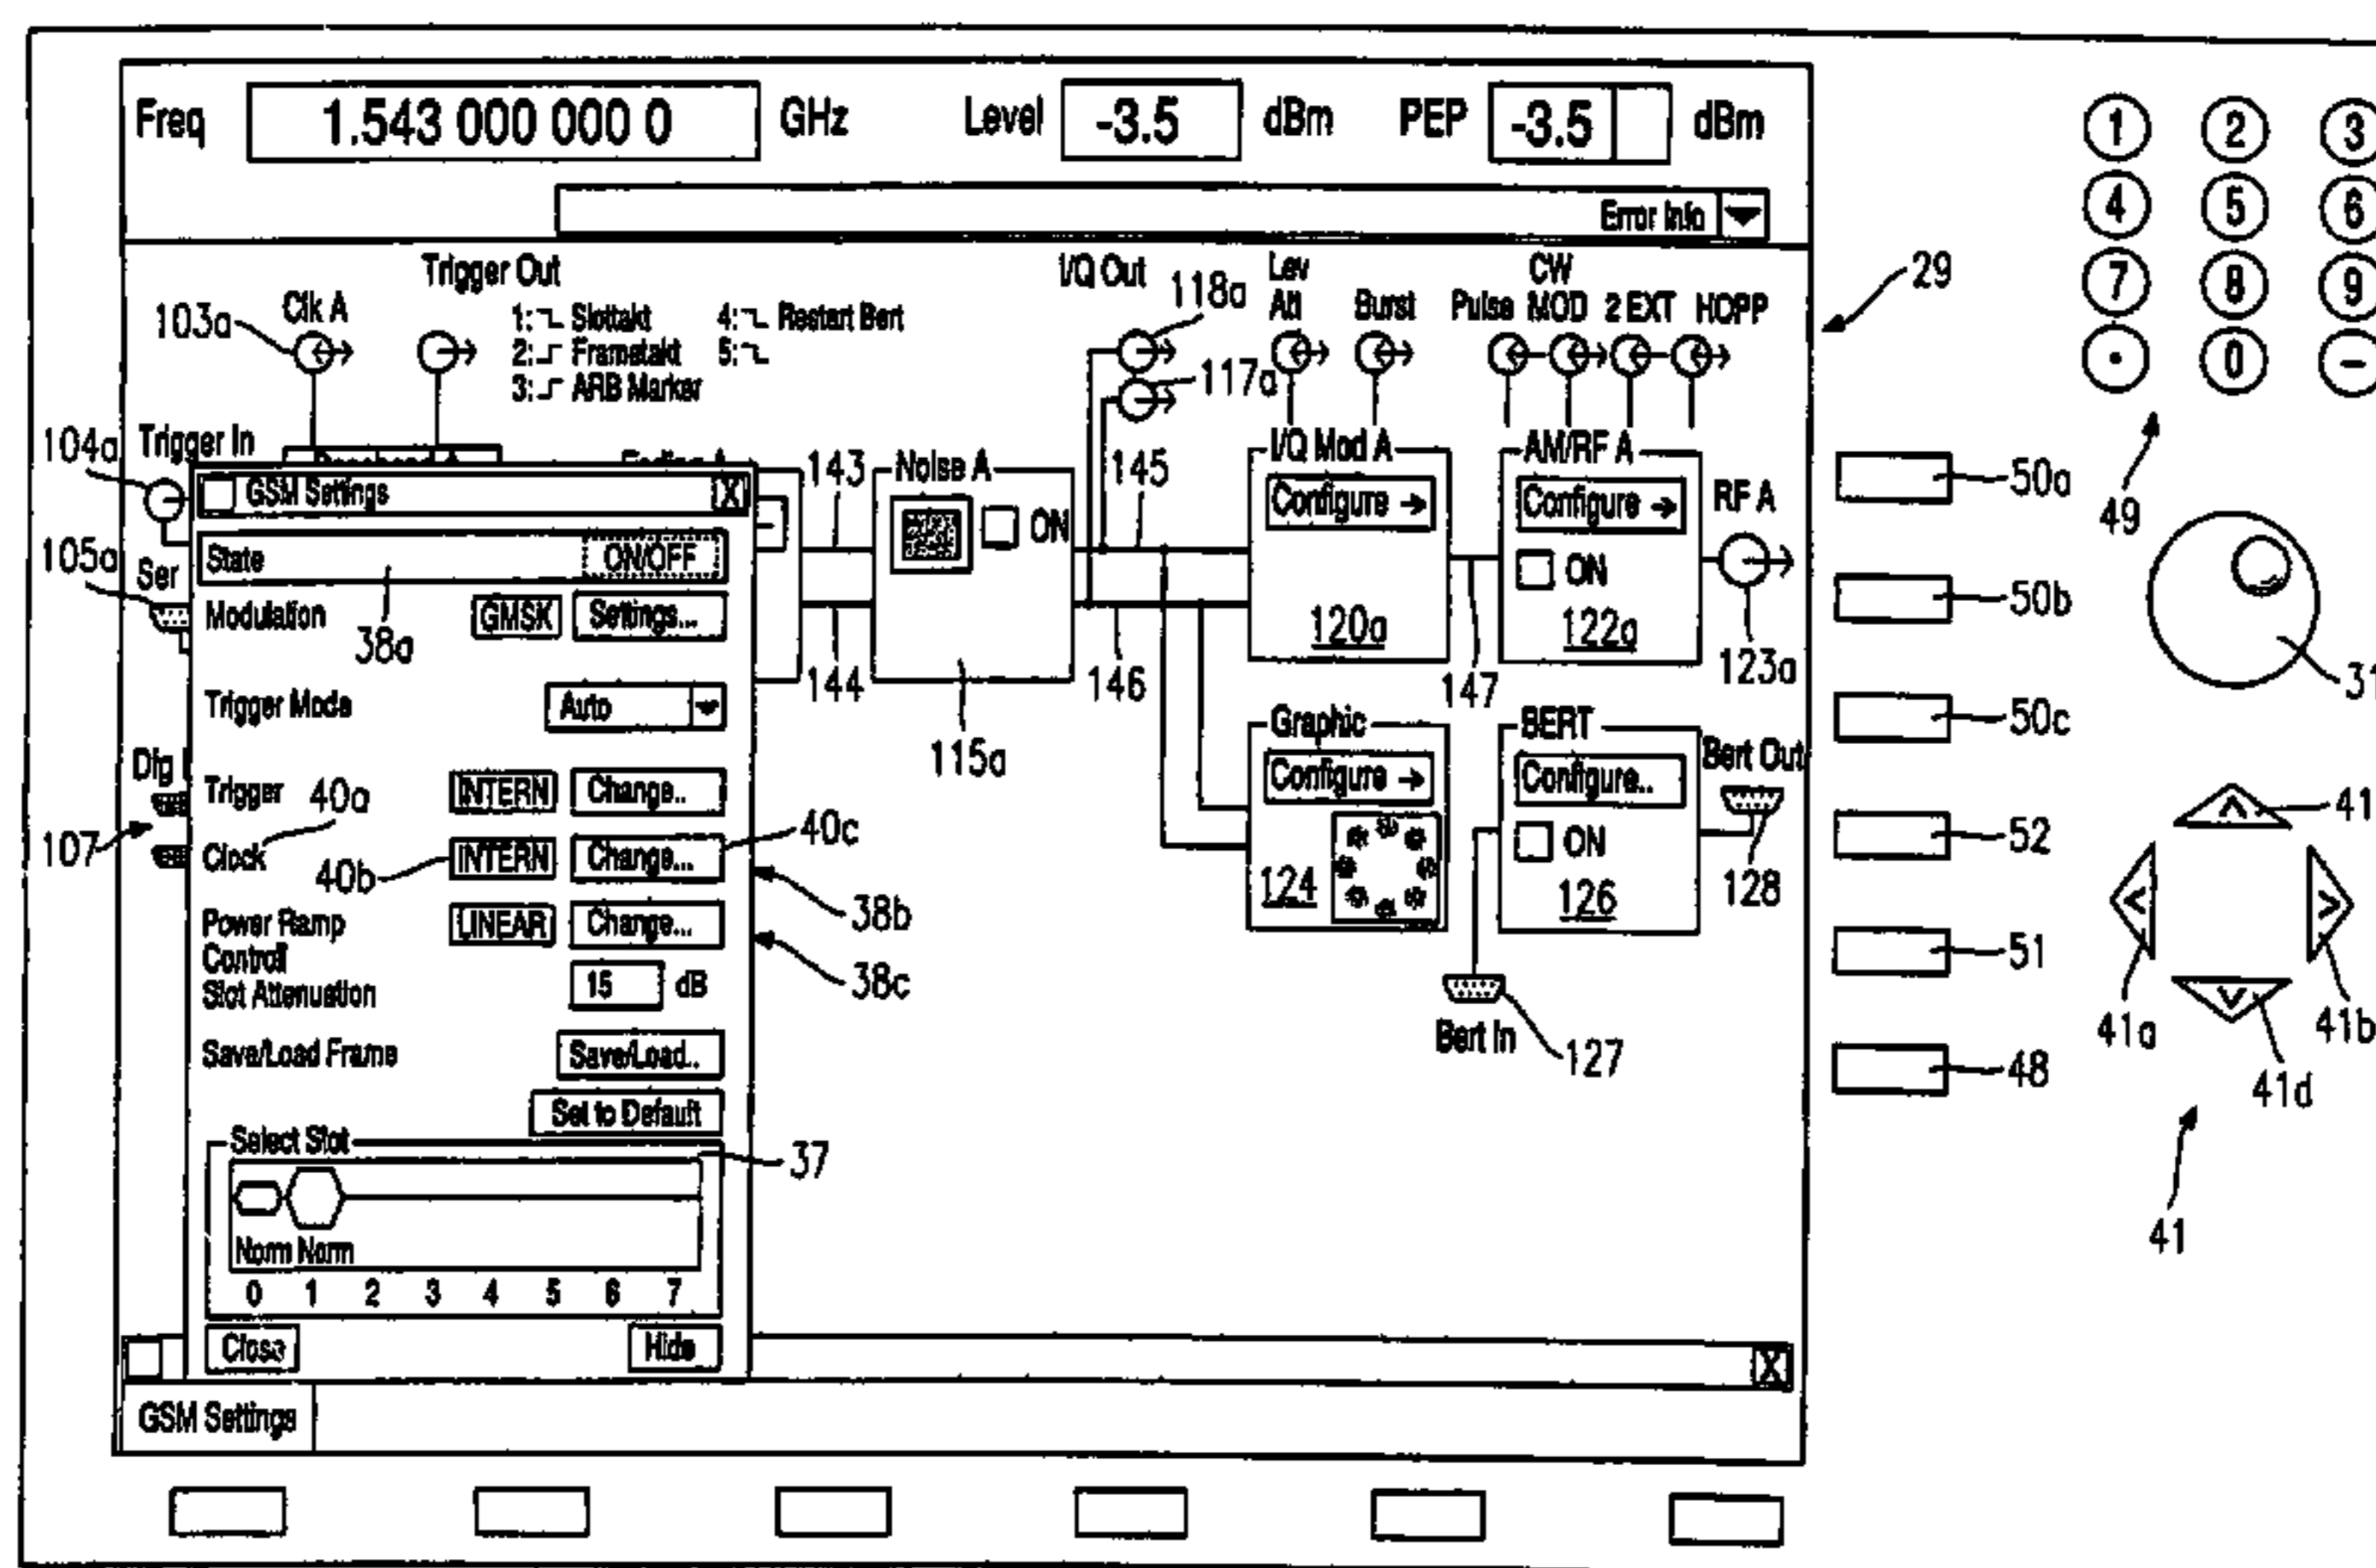 Freq 1.543 000 000 0 GHz Level -3.5 dBm PEP -3.5 dBm
Error Info
Trigger Out
I/Q Out
118a
Lev
Att
Burst
Pulse
CW
MOD
2 EXT
HOPP
29
103a
Clk A
1: Slottakt
2: Frametakt
3: ARB Marker
4: Restart Bert
5:
117a
104a
Trigger In
105a
Ser
107
GSM Settings X
State ON/OFF
38a
Modulation GMSK Settings...
Trigger Mode Auto
Trigger INTERN Change..
40a
Clock INTERN Change...
40b
40c
38b
Power Ramp LINEAR Change...
Controll
38c
Slot Attenuation 15 dB
Save/Load Frame Save/Load..
Set to Default
Select Slot
37
Norm Norm
0 1 2 3 4 5 6 7
Close Hide
X
GSM Settings
143
144
Noise A
ON
115a
145
146
I/Q Mod A
Configure →
120a
147
AM/RF A
Configure →
ON
122a
RF A
123a
Graphic
Configure →
124
BERT
Configure..
ON
126
Bert Out
128
Bert In
127
1 2 3
4 5 6
7 8 9
. 0 -
49
50a
50b
50c
52
51
48
31
41
41a
41b
41d
41